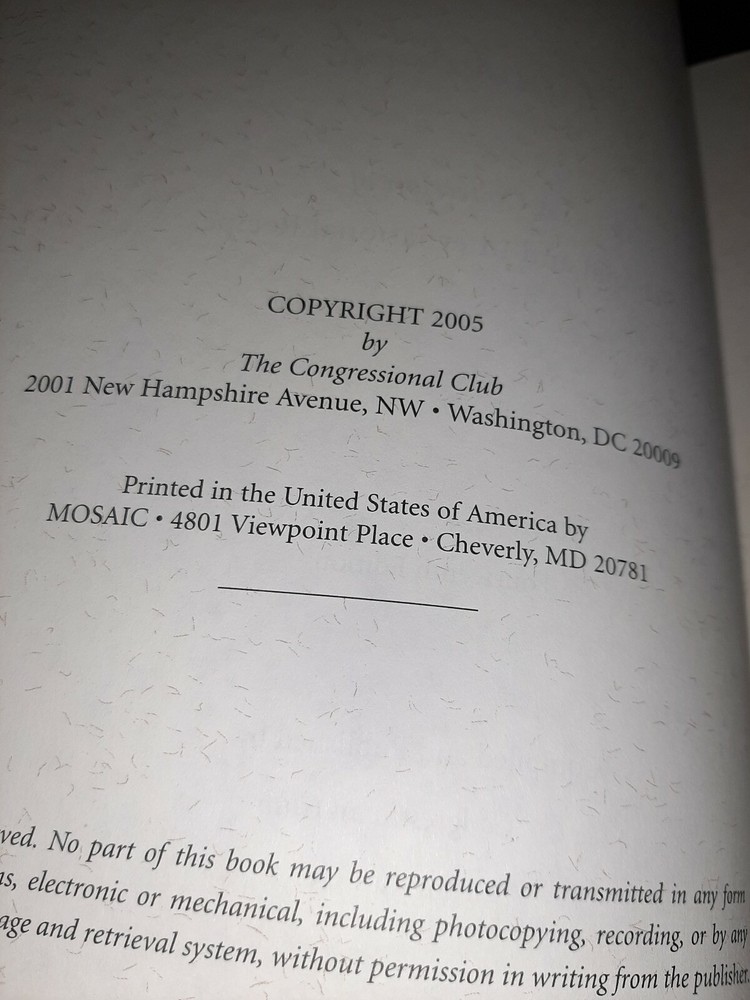 COPYRIGHT 2005
by
The Congressional Club
2001 New Hampshire Avenue, NW • Washington, DC 20009
Printed in the United States of America by
MOSAIC • 4801 Viewpoint Place • Cheverly, MD 20781
ved. No part of this book may be reproduced or transmitted in any form
ns, electronic or mechanical, including photocopying, recording, or by any
age and retrieval system, without permission in writing from the publisher.